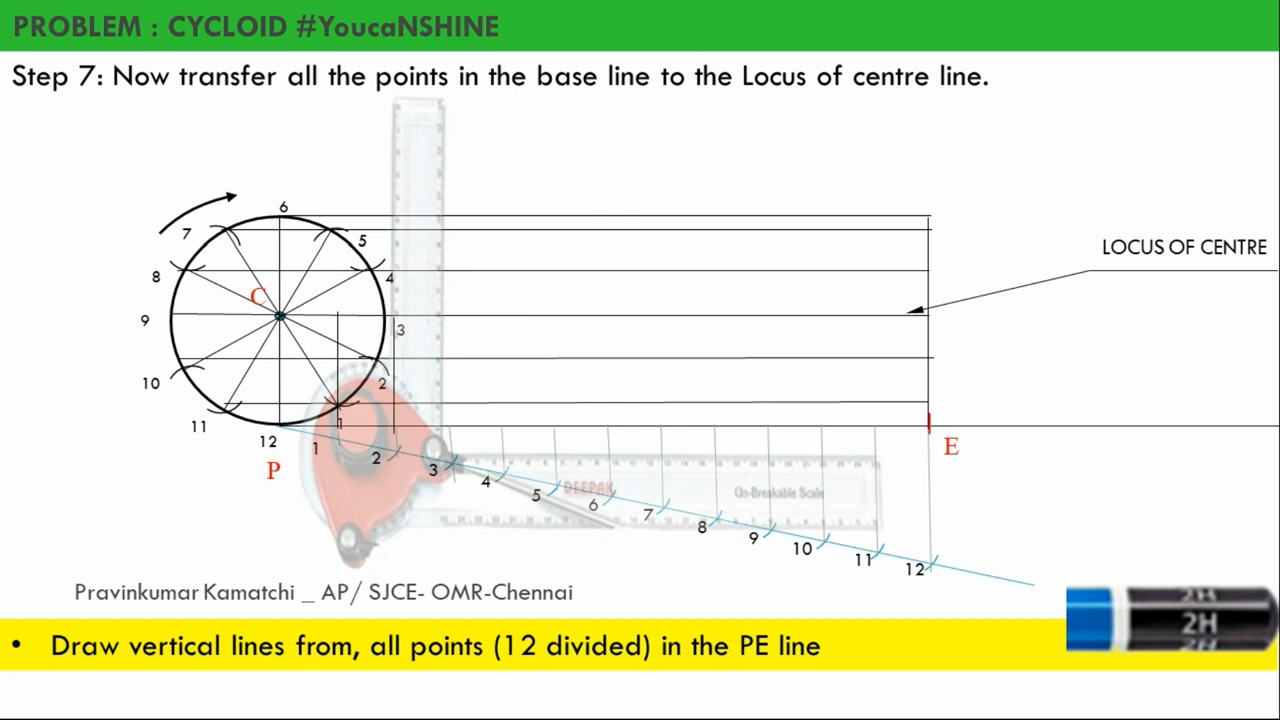 PROBLEM : CYCLOID #YoucaNSHINE
Step 7: Now transfer all the points in the base line to the Locus of centre line.
6
7
5
LOCUS OF CENTRE
8
4
C
9
3
10
2
11
1
12
1
E
P
2
3
4
5
DEEPAK
Un-Breakable Scale
6
7
8
9
10
11
12
Pravinkumar Kamatchi _ AP/ SJCE- OMR-Chennai
2H
• Draw vertical lines from, all points (12 divided) in the PE line